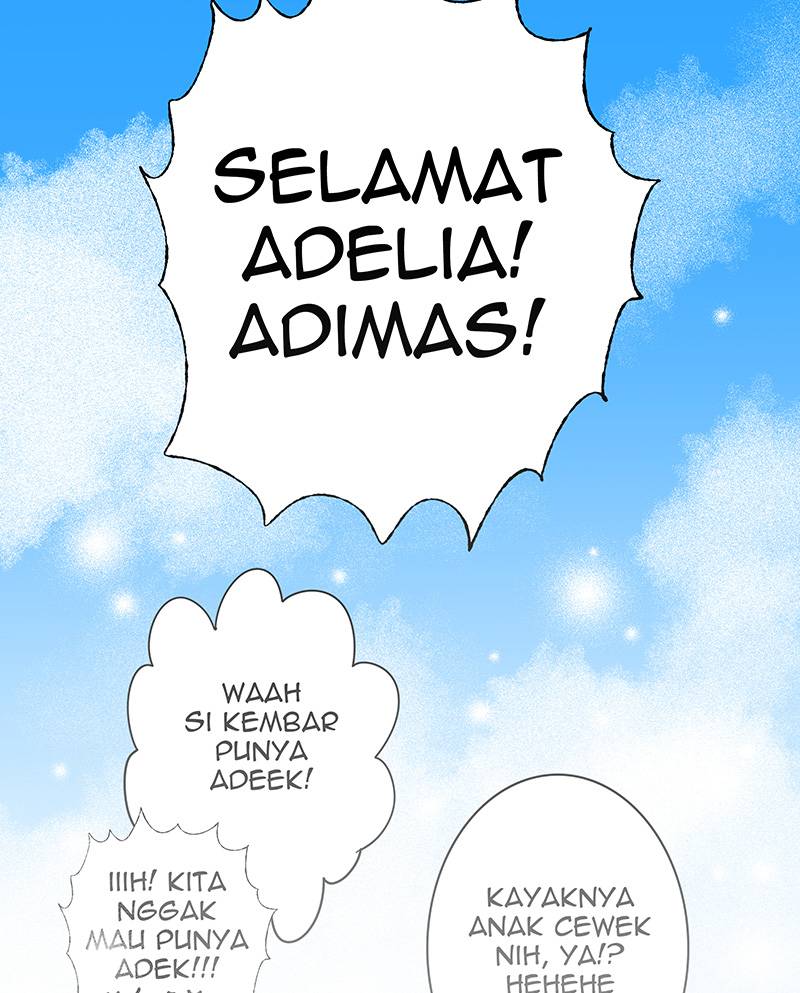 SELAMAT
ADELIA!
ADIMAS!
WAAH
SI KEMBAR
PUNYA
ADEEK!
IIIH! KITA
NGGAK
MAU PUNYA
ADEK!!!
KAYAKNYA
ANAK CEWEK
NIH, YA!?
HEHEHE